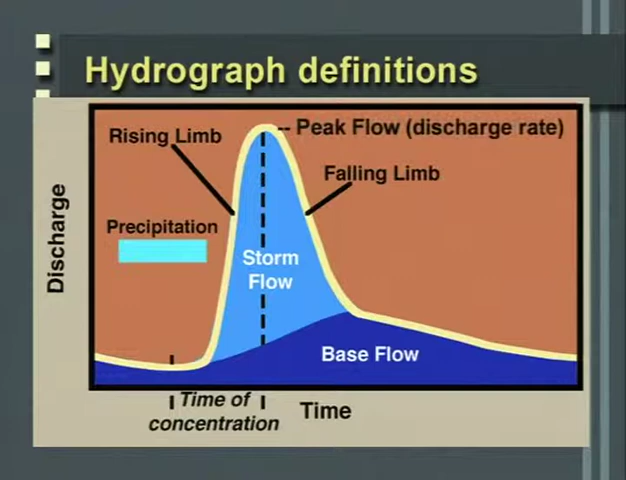 Hydrograph definitions
-- Peak Flow (discharge rate)
Rising Limb
Falling Limb
Precipitation
Discharge
Storm
Flow
Base Flow
Time of
concentration
Time